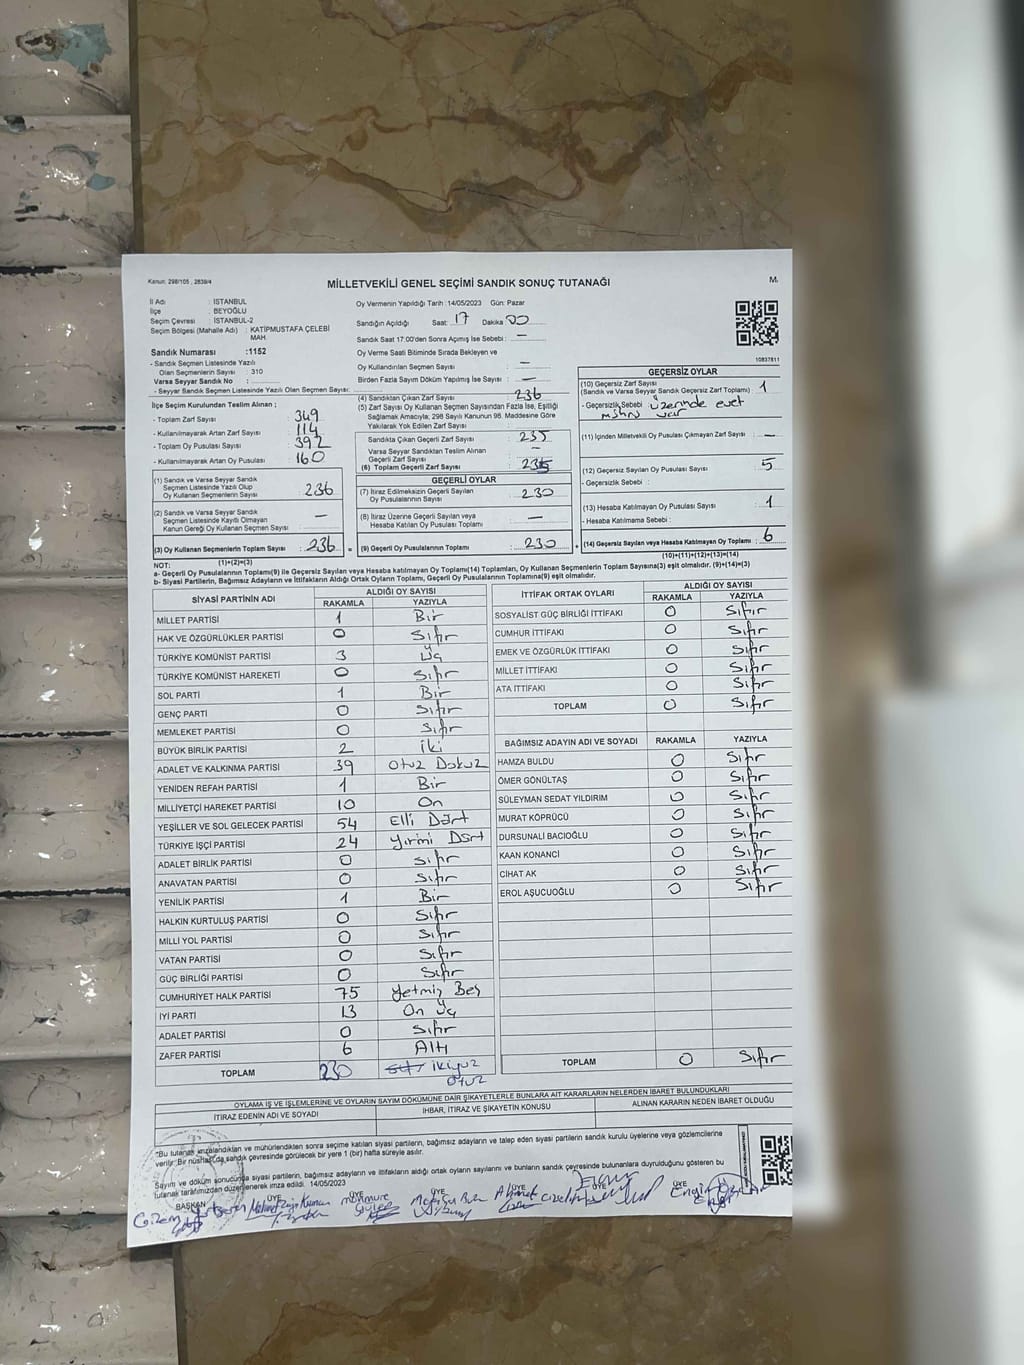 Kanun: 298/105 , 2839/4
MİLLETVEKİLİ GENEL SEÇİMİ SANDIK SONUÇ TUTANAĞI
M.
İl Adı : İSTANBUL
İlçe : BEYOĞLU
Seçim Çevresi : İSTANBUL-2
Seçim Bölgesi (Mahalle Adı) : KATİPMUSTAFA ÇELEBİ
MAH.
Sandık Numarası :1152
- Sandık Seçmen Listesinde Yazılı
Olan Seçmenlerin Sayısı : 310
Varsa Seyyar Sandık No :
- Seyyar Sandık Seçmen Listesinde Yazılı Olan Seçmen Sayısı:
Oy Vermenin Yapıldığı Tarih : 14/05/2023 Gün: Pazar
Sandığın Açıldığı Saat: 17 Dakika 00
Sandık Saat 17:00'den Sonra Açımış İse Sebebi : —
Oy Verme Saati Bitiminde Sırada Bekleyen ve
Oy Kullandırılan Seçmen Sayısı —
Birden Fazla Sayım Döküm Yapılmış İse Sayısı : —
10837811
İlçe Seçim Kurulundan Teslim Alınan ;
- Toplam Zarf Sayısı : 349
- Kullanılmayarak Artan Zarf Sayısı : 114
- Toplam Oy Pusulası Sayısı : 392
- Kullanılmayarak Artan Oy Pusulası : 160
(4) Sandıktan Çıkan Zarf Sayısı : 236
(5) Zarf Sayısı Oy Kullanan Seçmen Sayısından Fazla İse, Eşitliği
Sağlamak Amacıyla; 298 Sayılı Kanunun 98. Maddesine Göre
Yakılarak Yok Edilen Zarf Sayısı :
Sandıkta Çıkan Geçerli Zarf Sayısı : 235
Varsa Seyyar Sandıktan Teslim Alınan
Geçerli Zarf Sayısı : —
(6) Toplam Geçerli Zarf Sayısı : 235
GEÇERSİZ OYLAR
(10) Geçersiz Zarf Sayısı
(Sandık ve Varsa Seyyar Sandık Geçersiz Zarf Toplamı) : 1
- Geçersizlik Sebebi : üzerinde evet
mührü var
(11) İçinden Milletvekili Oy Pusulası Çıkmayan Zarf Sayısı : —
(12) Geçersiz Sayılan Oy Pusulası Sayısı : 5
- Geçersizlik Sebebi :
(13) Hesaba Katılmayan Oy Pusulası Sayısı : 1
- Hesaba Katılmama Sebebi :
(14) Geçersiz Sayılan veya Hesaba Katılmayan Oy Toplamı : 6
(10)+(11)+(12)+(13)=(14)
(1) Sandık ve Varsa Seyyar Sandık
Seçmen Listesinde Yazılı Olup
Oy Kullanan Seçmenlerin Sayısı : 236
(2) Sandık ve Varsa Seyyar Sandık
Seçmen Listesinde Kayıtlı Olmayan
Kanun Gereği Oy Kullanan Seçmen Sayısı : —
(3) Oy Kullanan Seçmenlerin Toplam Sayısı : 236
(1)+(2)=(3)
GEÇERLİ OYLAR
(7) İtiraz Edilmeksizin Geçerli Sayılan
Oy Pusulalarının Sayısı : 230
(8) İtiraz Üzerine Geçerli Sayılan veya
Hesaba Katılan Oy Pusulası Toplamı : —
(9) Geçerli Oy Pusulalarının Toplamı : 230
NOT:
a- Geçerli Oy Pusulalarının Toplamı(9) ile Geçersiz Sayılan veya Hesaba katılmayan Oy Toplamı(14) Toplamları, Oy Kullanan Seçmenlerin Toplam Sayısına(3) eşit olmalıdır. (9)+(14)=(3)
b- Siyasi Partilerin, Bağımsız Adayların ve İttifakların Aldığı Ortak Oyların Toplamı, Geçerli Oy Pusulalarının Toplamına(9) eşit olmalıdır.
SİYASİ PARTİNİN ADI ALDIĞI OY SAYISI
RAKAMLA YAZIYLA
MİLLET PARTİSİ 1 Bir
HAK VE ÖZGÜRLÜKLER PARTİSİ 0 Sıfır
TÜRKİYE KOMÜNİST PARTİSİ 3 Üç
TÜRKİYE KOMÜNİST HAREKETİ 0 Sıfır
SOL PARTİ 1 Bir
GENÇ PARTİ 0 Sıfır
MEMLEKET PARTİSİ 0 Sıfır
BÜYÜK BİRLİK PARTİSİ 2 İki
ADALET VE KALKINMA PARTİSİ 39 Otuz Dokuz
YENİDEN REFAH PARTİSİ 1 Bir
MİLLİYETÇİ HAREKET PARTİSİ 10 On
YEŞİLLER VE SOL GELECEK PARTİSİ 54 Elli Dört
TÜRKİYE İŞÇİ PARTİSİ 24 Yirmi Dört
ADALET BİRLİK PARTİSİ 0 Sıfır
ANAVATAN PARTİSİ 0 Sıfır
YENİLİK PARTİSİ 1 Bir
HALKIN KURTULUŞ PARTİSİ 0 Sıfır
MİLLİ YOL PARTİSİ 0 Sıfır
VATAN PARTİSİ 0 Sıfır
GÜÇ BİRLİĞİ PARTİSİ 0 Sıfır
CUMHURİYET HALK PARTİSİ 75 Yetmiş Beş
İYİ PARTİ 13 On Üç
ADALET PARTİSİ 0 Sıfır
ZAFER PARTİSİ 6 Altı
TOPLAM 230 Sıfır İkiyüz
otuz
İTTİFAK ORTAK OYLARI ALDIĞI OY SAYISI
RAKAMLA YAZIYLA
SOSYALİST GÜÇ BİRLİĞİ İTTİFAKI 0 Sıfır
CUMHUR İTTİFAKI 0 Sıfır
EMEK VE ÖZGÜRLÜK İTTİFAKI 0 Sıfır
MİLLET İTTİFAKI 0 Sıfır
ATA İTTİFAKI 0 Sıfır
TOPLAM 0 Sıfır
BAĞIMSIZ ADAYIN ADI VE SOYADI RAKAMLA YAZIYLA
HAMZA BULDU 0 Sıfır
ÖMER GÖNÜLTAŞ 0 Sıfır
SÜLEYMAN SEDAT YILDIRIM 0 Sıfır
MURAT KÖPRÜCÜ 0 Sıfır
DURSUNALİ BACIOĞLU 0 Sıfır
KAAN KONANCİ 0 Sıfır
CİHAT AK 0 Sıfır
EROL AŞUCUOĞLU 0 Sıfır
TOPLAM 0 Sıfır
OYLAMA İŞ VE İŞLEMLERİNE VE OYLARIN SAYIM DÖKÜMÜNE DAİR ŞİKAYETLERLE BUNLARA AİT KARARLARIN NELERDEN İBARET BULUNDUKLARI
İTİRAZ EDENİN ADI VE SOYADI İHBAR, İTİRAZ VE ŞİKAYETİN KONUSU ALINAN KARARIN NEDEN İBARET OLDUĞU
*Bu tutanak imzalandıktan ve mühürlendikten sonra seçime katılan siyasi partilerin, bağımsız adayların ve talep eden siyasi partilerin sandık kurulu üyelerine veya gözlemcilerine
verilir. Bir nüshası da sandık çevresinde görülecek bir yere 1 (bir) hafta süreyle asılır.
Sayım ve döküm sonucunda siyasi partilerin, bağımsız adayların ve ittifakların aldığı ortak oyların sayılarını ve bunların sandık çevresinde bulunanlara duyrulduğunu gösteren bu
tutanak tarafımızdan düzenlenerek imza edildi. 14/05/2023
BAŞKAN ÜYE ÜYE ÜYE ÜYE ÜYE
Gizem Mahmure Ahmet Engin